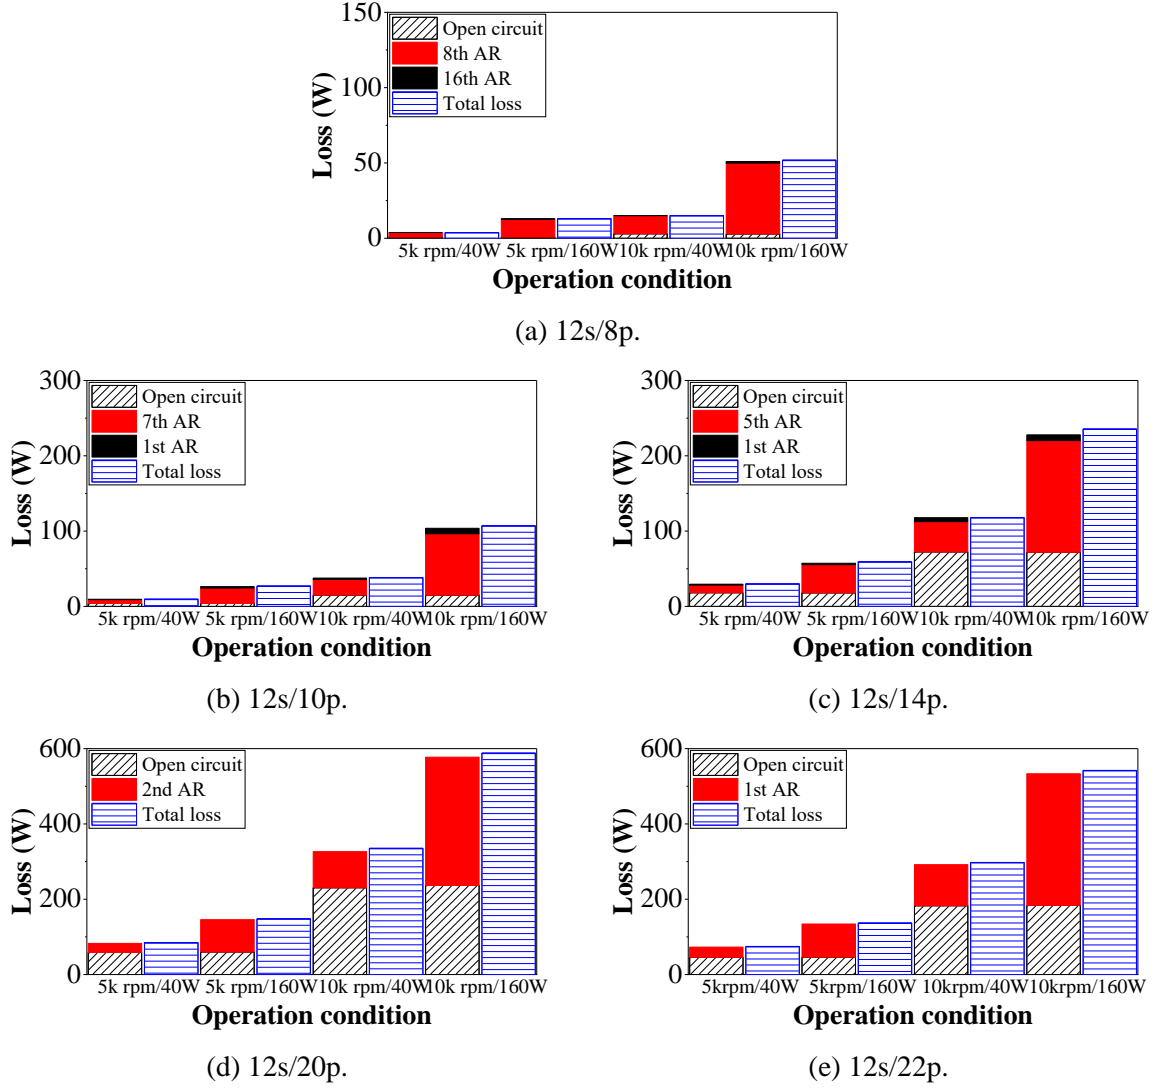 150
100
50
0
Loss (W)
Open circuit
8th AR
16th AR
Total loss
5k rpm/40W 5k rpm/160W 10k rpm/40W 10k rpm/160W
Operation condition
(a) 12s/8p.
300
200
100
0
Loss (W)
Open circuit
7th AR
1st AR
Total loss
5k rpm/40W 5k rpm/160W 10k rpm/40W 10k rpm/160W
Operation condition
(b) 12s/10p.
300
200
100
0
Loss (W)
Open circuit
5th AR
1st AR
Total loss
5k rpm/40W 5k rpm/160W 10k rpm/40W 10k rpm/160W
Operation condition
(c) 12s/14p.
600
400
200
0
Loss (W)
Open circuit
2nd AR
Total loss
5k rpm/40W 5k rpm/160W 10k rpm/40W 10k rpm/160W
Operation condition
(d) 12s/20p.
600
400
200
0
Loss (W)
Open circuit
1st AR
Total loss
5krpm/40W 5krpm/160W 10krpm/40W 10krpm/160W
Operation condition
(e) 12s/22p.